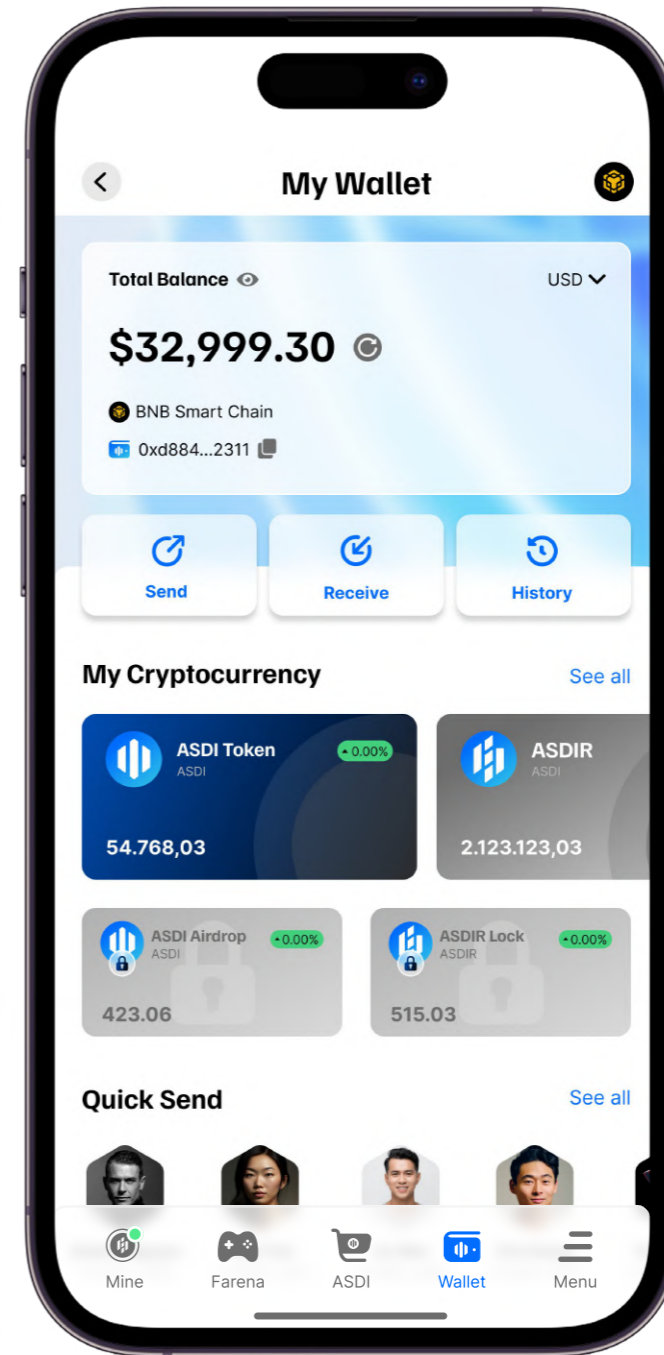 My Wallet
Total Balance
USD
$32,999.30
BNB Smart Chain
0xd884...2311
Send
Receive
History
My Cryptocurrency
See all
ASDI Token
ASDI
0.00%
54.768,03
ASDIR
ASDI
2.123.123,03
ASDI Airdrop
ASDI
0.00%
423.06
ASDIR Lock
ASDIR
0.00%
515.03
Quick Send
See all
Mine
Farena
ASDI
Wallet
Menu